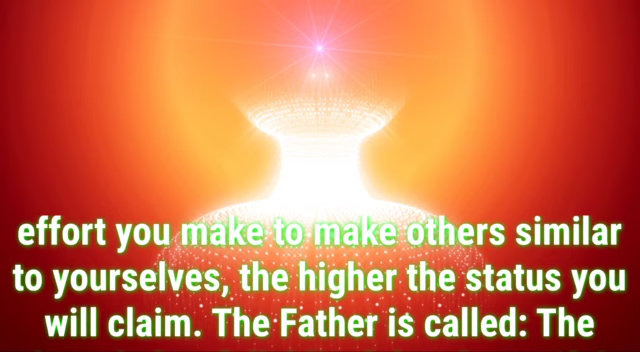 effort you make to make others similar
to yourselves, the higher the status you
will claim. The Father is called: The